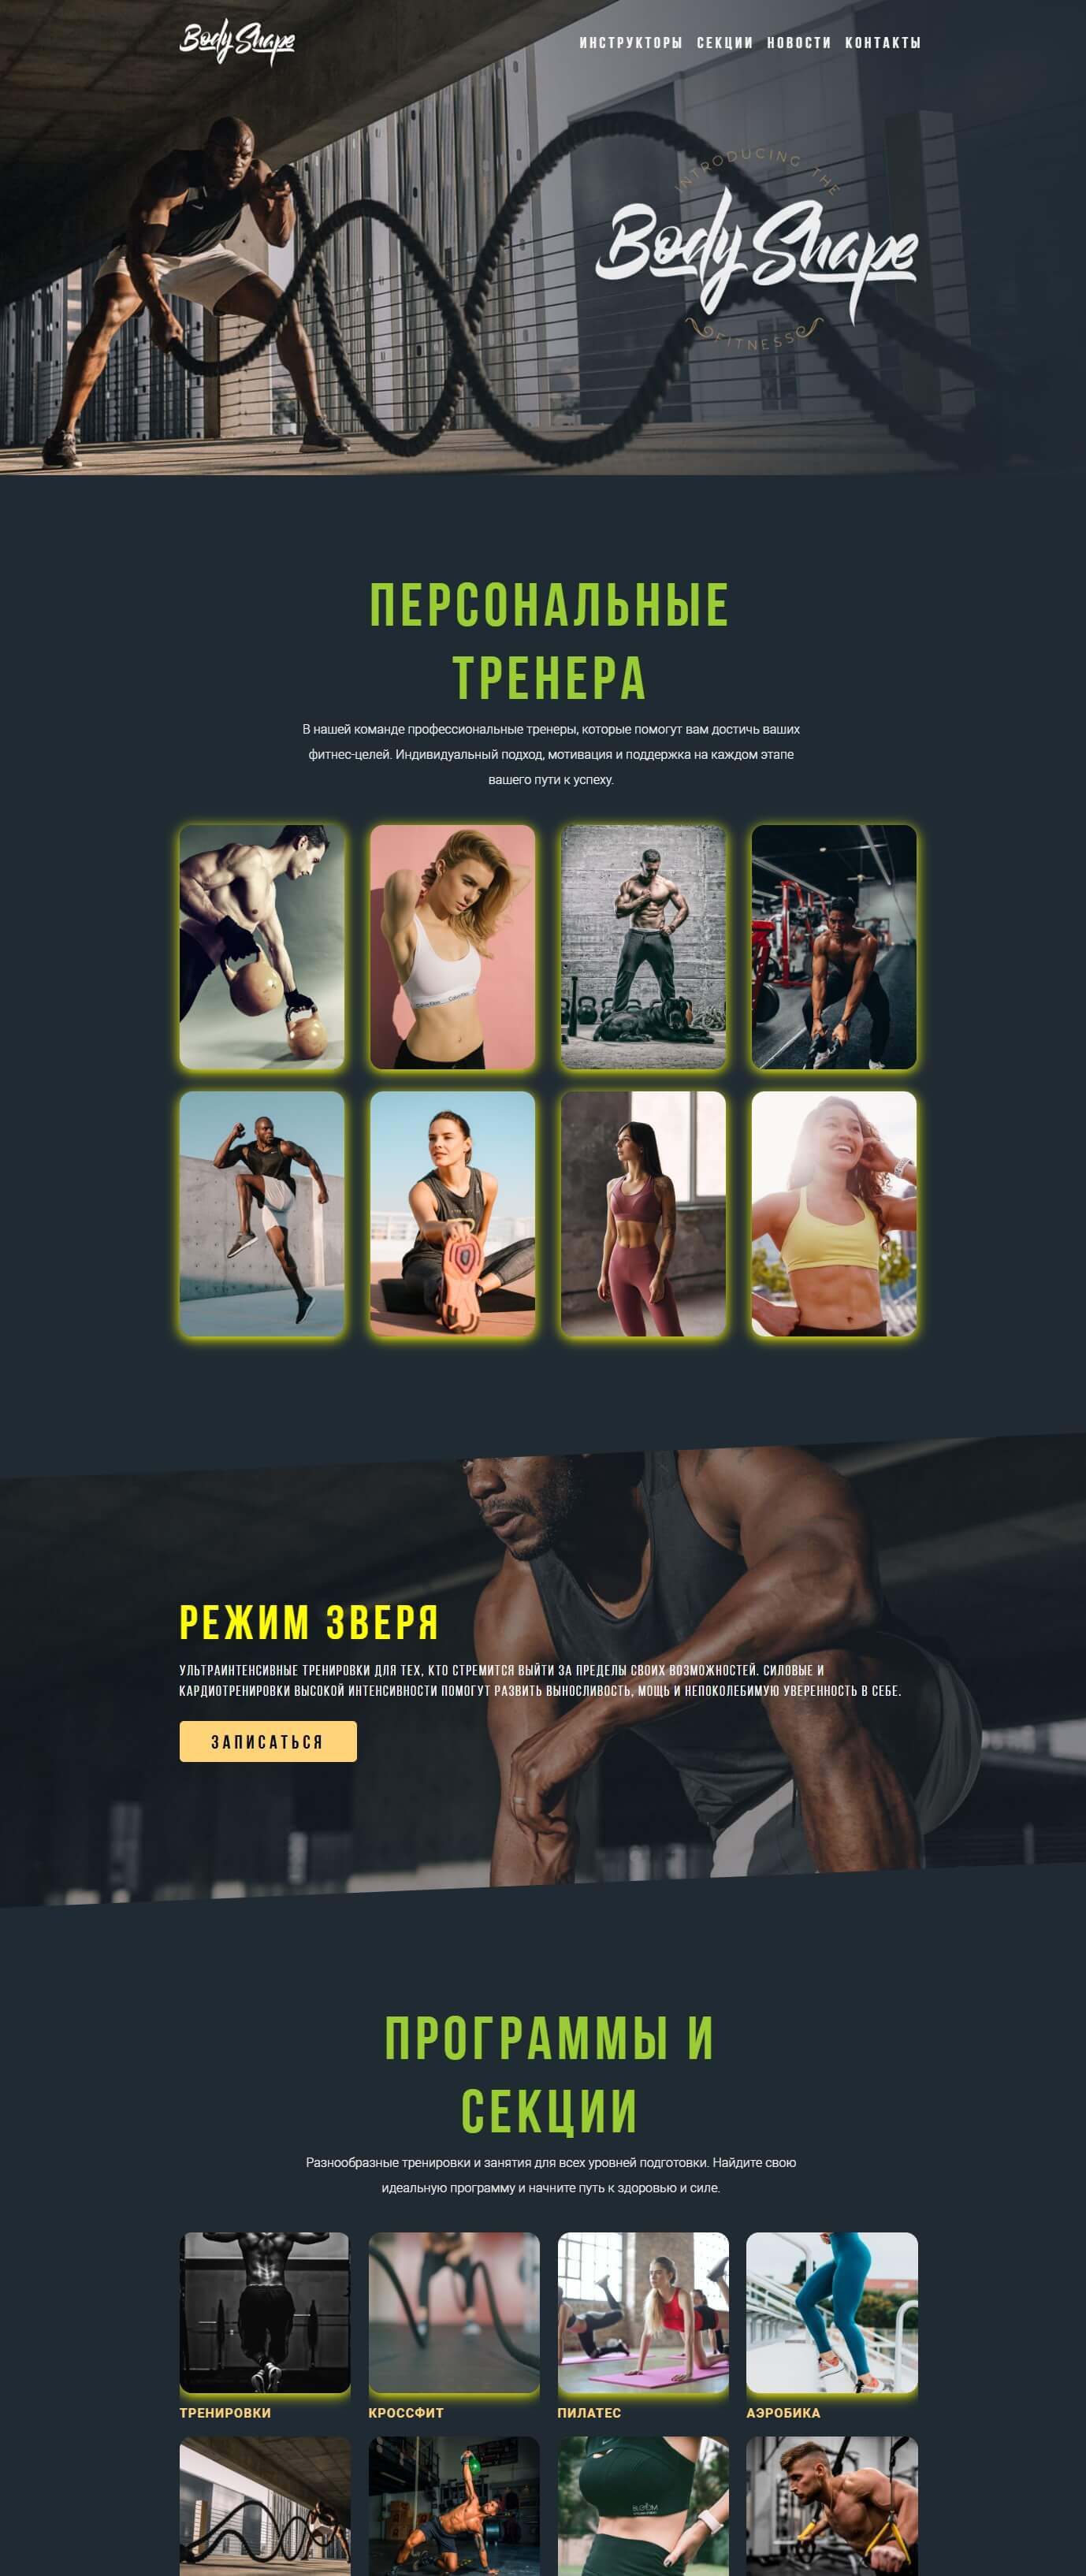 Body Shape
ИНСТРУКТОРЫ СЕКЦИИ НОВОСТИ КОНТАКТЫ
INTRODUCING THE
Body Shape
FITNESS
ПЕРСОНАЛЬНЫЕ
ТРЕНЕРА
В нашей команде профессиональные тренеры, которые помогут вам достичь ваших
фитнес-целей. Индивидуальный подход, мотивация и поддержка на каждом этапе
вашего пути к успеху.
РЕЖИМ ЗВЕРЯ
УЛЬТРАИНТЕНСИВНЫЕ ТРЕНИРОВКИ ДЛЯ ТЕХ, КТО СТРЕМИТСЯ ВЫЙТИ ЗА ПРЕДЕЛЫ СВОИХ ВОЗМОЖНОСТЕЙ. СИЛОВЫЕ И
КАРДИОТРЕНИРОВКИ ВЫСОКОЙ ИНТЕНСИВНОСТИ ПОМОГУТ РАЗВИТЬ ВЫНОСЛИВОСТЬ, МОЩЬ И НЕПОКОЛЕБИМУЮ УВЕРЕННОСТЬ В СЕБЕ.
ЗАПИСАТЬСЯ
ПРОГРАММЫ И
СЕКЦИИ
Разнообразные тренировки и занятия для всех уровней подготовки. Найдите свою
идеальную программу и начните путь к здоровью и силе.
ТРЕНИРОВКИ
КРОССФИТ
ПИЛАТЕС
АЭРОБИКА